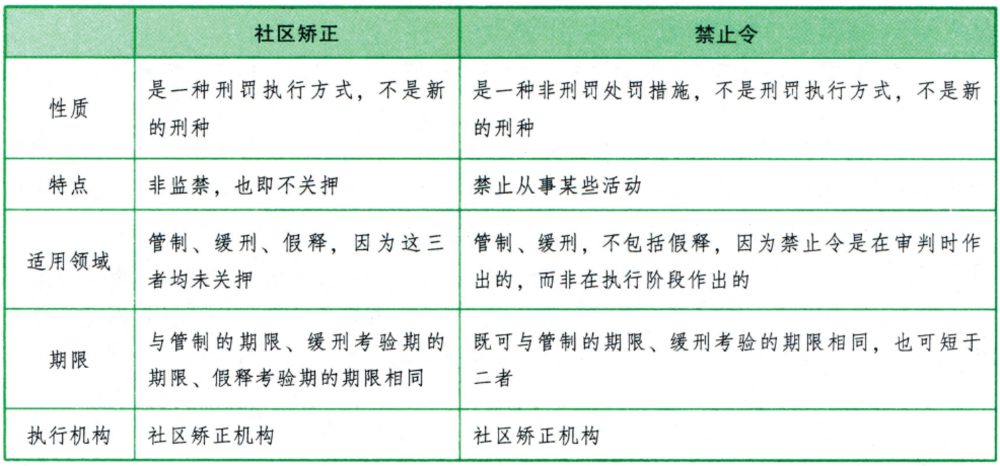 社区矫正 禁止令
性质
是一种刑罚执行方式，不是新
的刑种
是一种非刑罚处罚措施，不是刑罚执行方式，不是新
的刑种
特点
非监禁，也即不关押
禁止从事某些活动
适用领域
管制、缓刑、假释，因为这三
者均未关押
管制、缓刑，不包括假释，因为禁止令是在审判时作
出的，而非在执行阶段作出的
期限
与管制的期限、缓刑考验期的
期限、假释考验期的期限相同
既可与管制的期限、缓刑考验的期限相同，也可短于
二者
执行机构
社区矫正机构
社区矫正机构